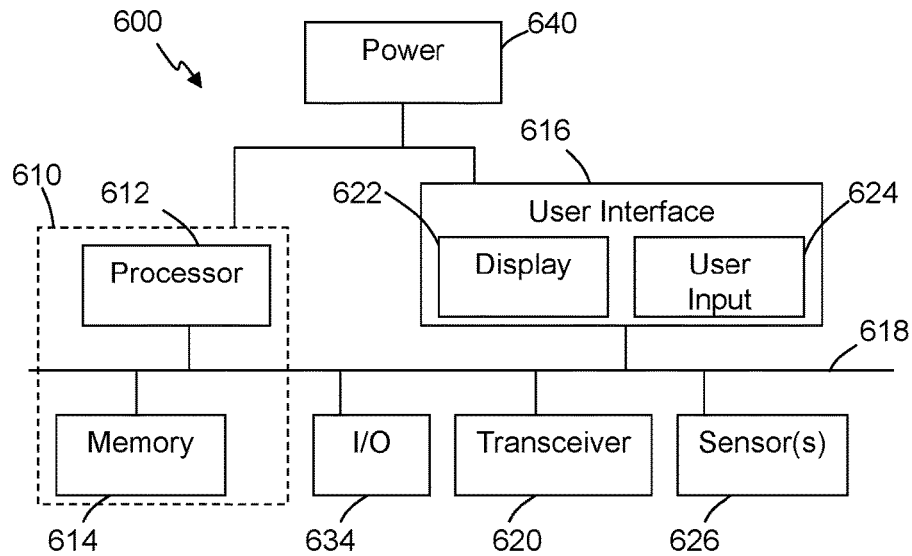 600
Power
640
616
610
612
622
User Interface
624
Processor
Display
User
Input
618
Memory
I/O
Transceiver
Sensor(s)
614
634
620
626